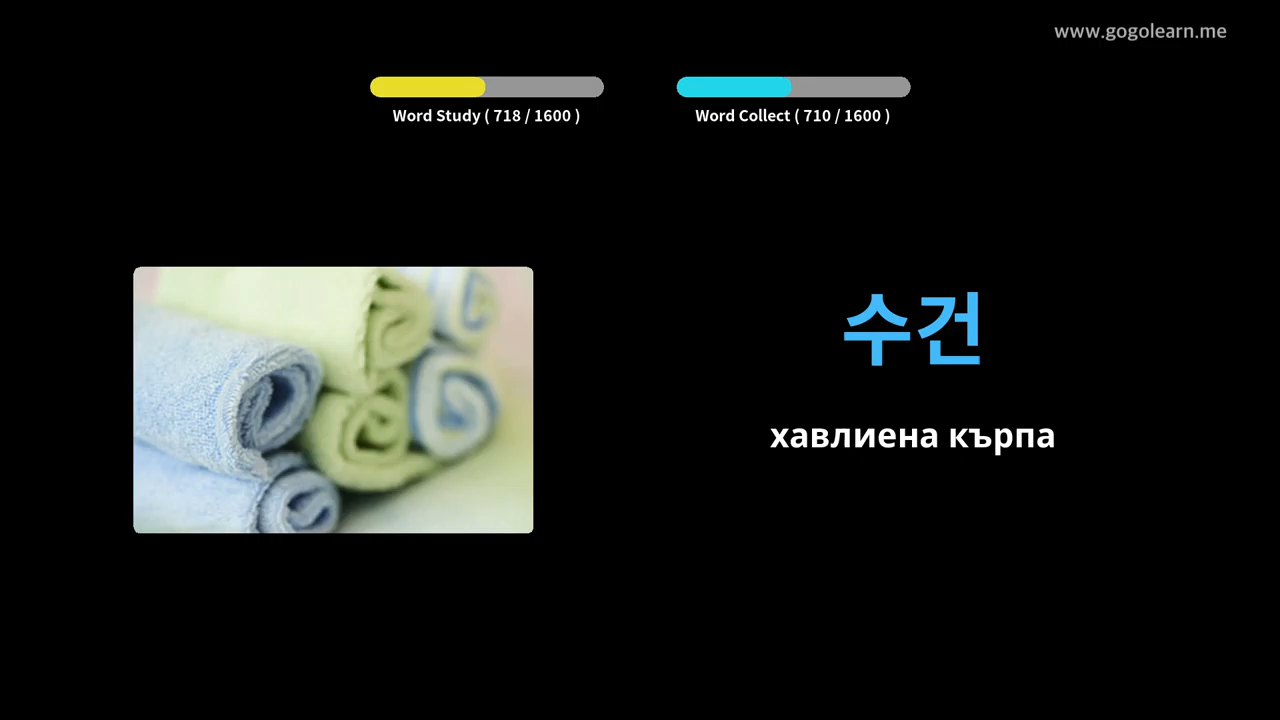 www.gogolearn.me
Word Study ( 718 / 1600 )
Word Collect ( 710 / 1600 )
수건
хавлиена кърпа